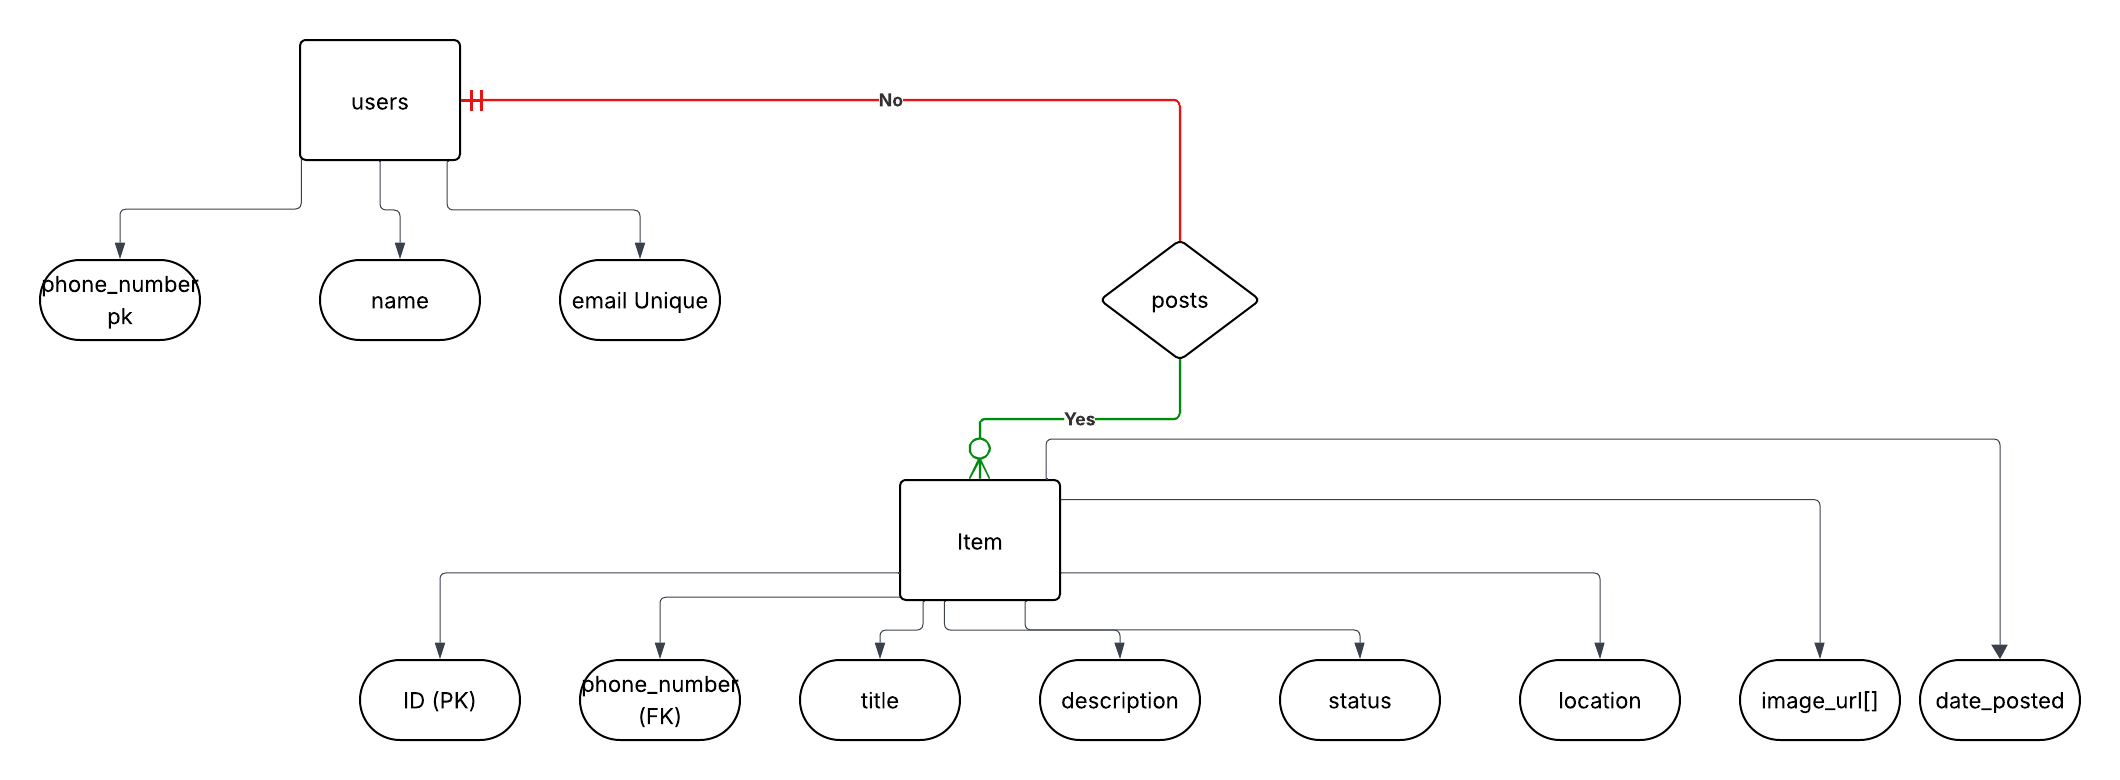 users
No
phone_number
pk
name
email Unique
posts
Yes
Item
ID (PK)
phone_number
(FK)
title
description
status
location
image_url[]
date_posted